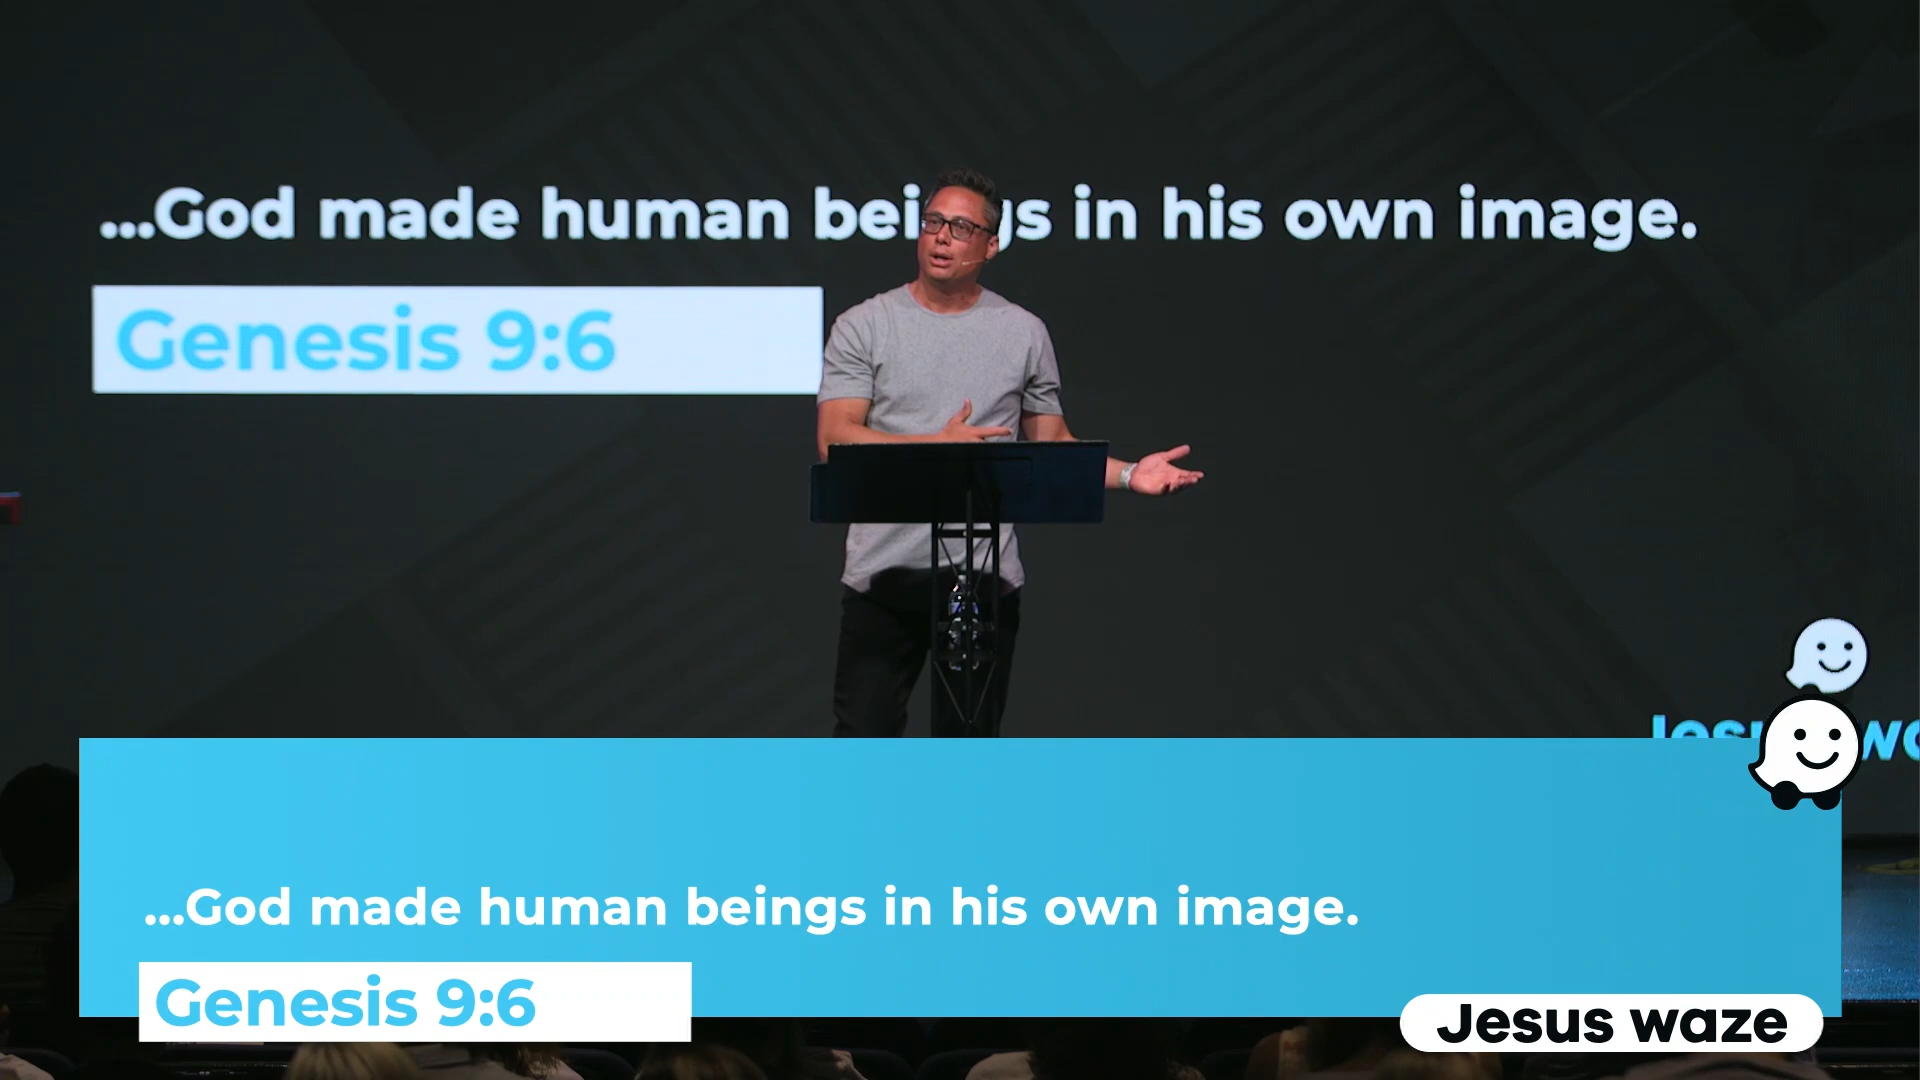 ...God made human beings in his own image.
Genesis 9:6
...God made human beings in his own image.
Genesis 9:6
Jesus waze